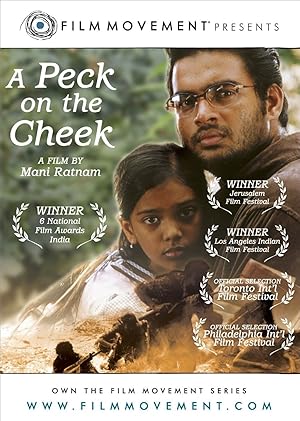 FILM MOVEMENT® PRESENTS
A Peck
on the
Cheek
A FILM BY
Mani Ratnam
WINNER
6 National
Film Awards
India
WINNER
Jerusalem
Film Festival
WINNER
Los Angeles Indian
Film Festival
OFFICIAL SELECTION
Toronto Int'l
Film Festival
OFFICIAL SELECTION
Philadelphia Int'l
Film Festival
OWN THE FILM MOVEMENT SERIES
WWW.FILMMOVEMENT.COM